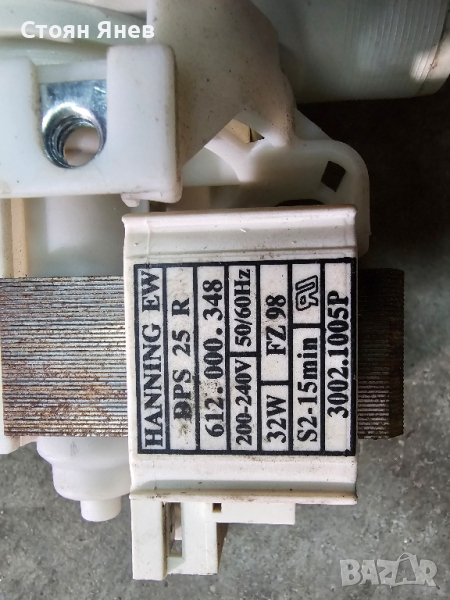 Стоян Янев
HANNING EW
DPS 25 R
612.000.348
200-240V 50/60Hz
32W FZ 98
S2-15min
3002.1005P
BAZAR